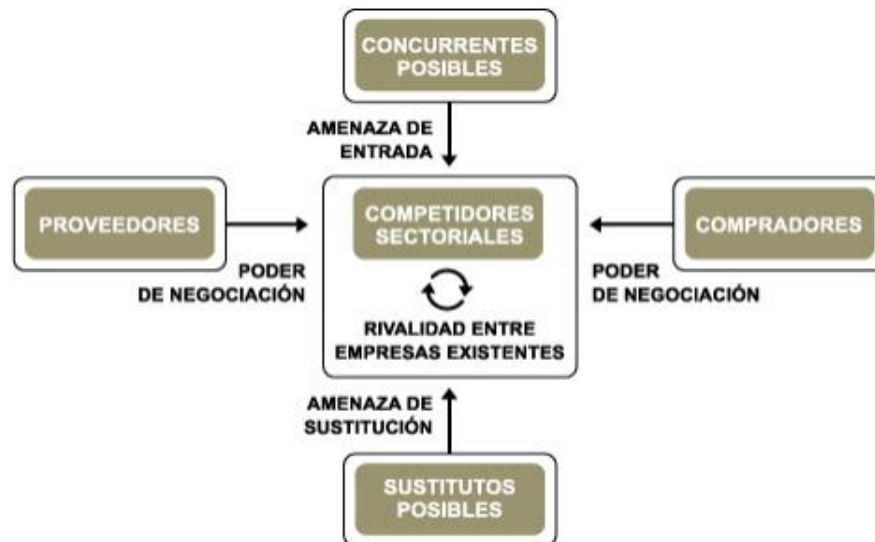 CONCURRENTES
POSIBLES
AMENAZA DE
ENTRADA
PROVEEDORES
COMPETIDORES
SECTORIALES
COMPRADORES
PODER
DE NEGOCIACIÓN
PODER
DE NEGOCIACIÓN
RIVALIDAD ENTRE
EMPRESAS EXISTENTES
AMENAZA DE
SUSTITUCIÓN
SUSTITUTOS
POSIBLES